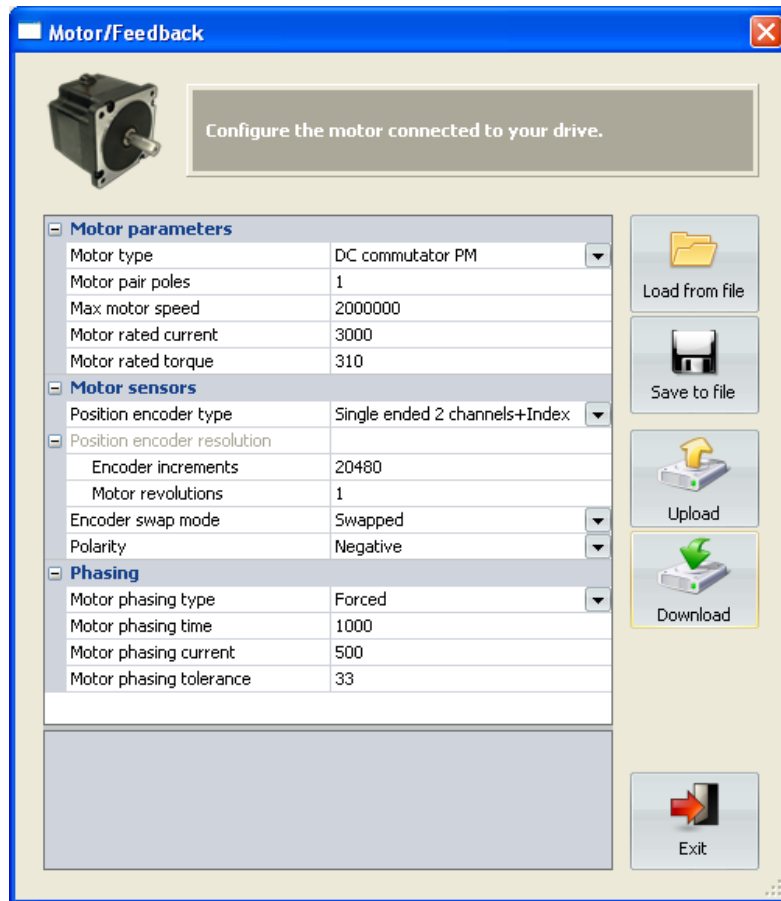 Motor/Feedback
Configure the motor connected to your drive.
Motor parameters
Motor type DC commutator PM
Motor pair poles 1
Max motor speed 2000000
Motor rated current 3000
Motor rated torque 310
Motor sensors
Position encoder type Single ended 2 channels+Index
Position encoder resolution
Encoder increments 20480
Motor revolutions 1
Encoder swap mode Swapped
Polarity Negative
Phasing
Motor phasing type Forced
Motor phasing time 1000
Motor phasing current 500
Motor phasing tolerance 33
Load from file
Save to file
Upload
Download
Exit